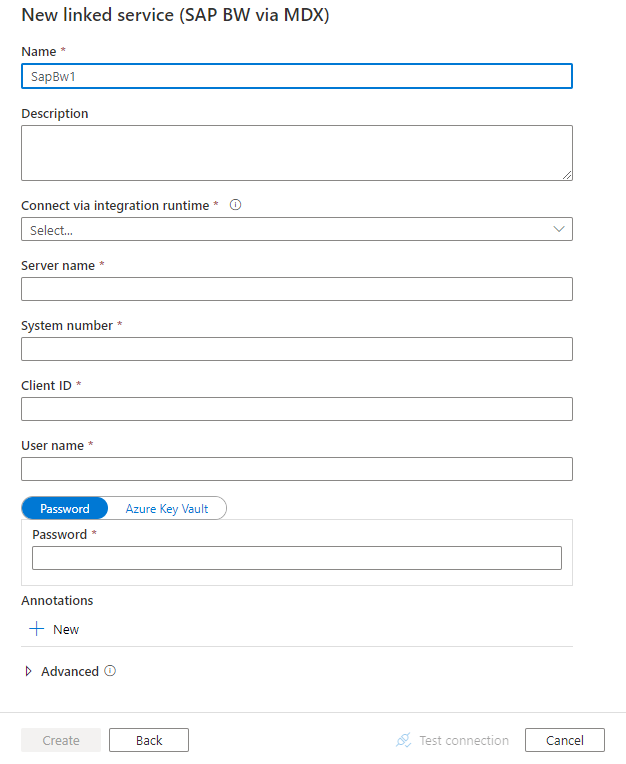 New linked service (SAP BW via MDX)
Name *
SapBw1
Description
Connect via integration runtime *
Select...
Server name *
System number *
Client ID *
User name *
Password Azure Key Vault
Password *
Annotations
New
Advanced
Create Back Test connection Cancel